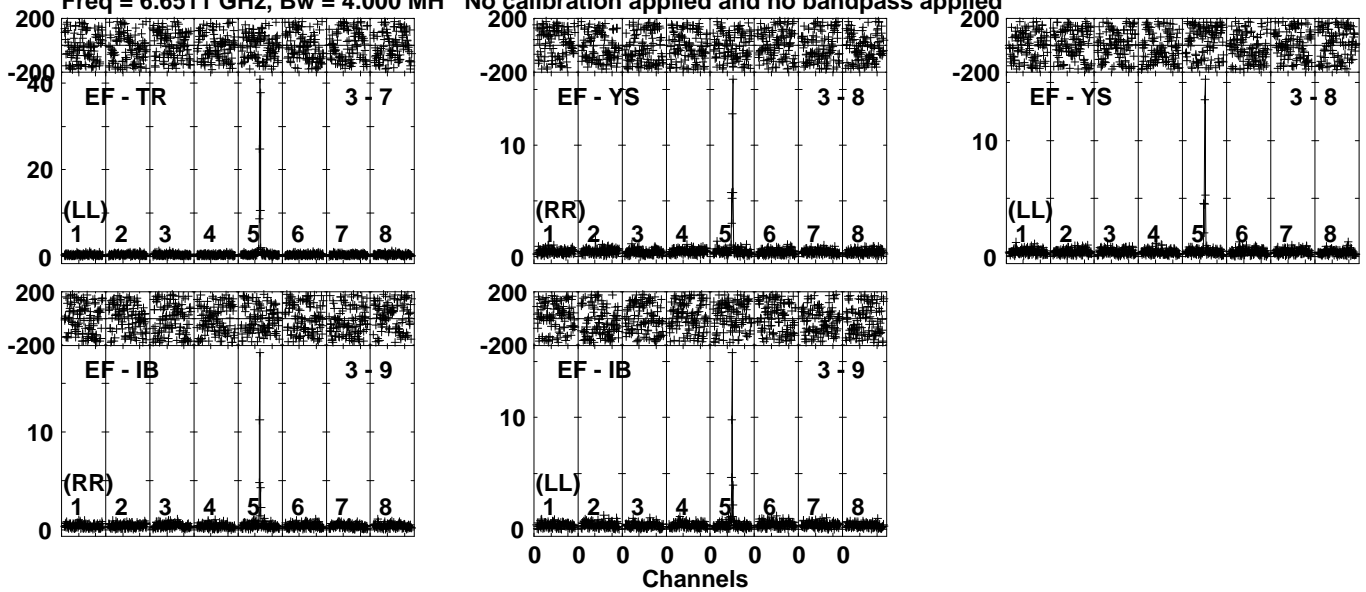 Freq = 6.6511 GHz, Bw = 4.000 MH No calibration applied and no bandpass applied
200 200 200
-200 -200 -200
40
EF - TR 3 - 7 EF - YS 3 - 8 EF - YS 3 - 8
10 10
20
(LL) (RR) (LL)
1 2 3 4 5 6 7 8 1 2 3 4 5 6 7 8 1 2 3 4 5 6 7 8
0 0 0
200 200
-200 -200
EF - IB 3 - 9 EF - IB 3 - 9
10 10
(RR) (LL)
1 2 3 4 5 6 7 8 1 2 3 4 5 6 7 8
0 0
0 0 0 0 0 0 0 0
Channels